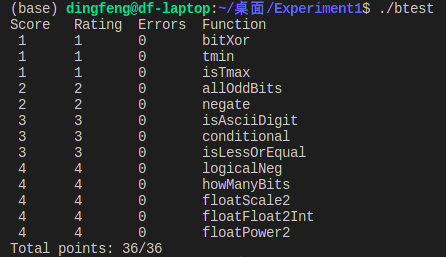 (base) dingfeng@df-laptop:~/桌面/Experiment1$ ./btest
Score Rating Errors Function
1 1 0 bitXor
1 1 0 tmin
1 1 0 isTmax
2 2 0 allOddBits
2 2 0 negate
3 3 0 isAsciiDigit
3 3 0 conditional
3 3 0 isLessOrEqual
4 4 0 logicalNeg
4 4 0 howManyBits
4 4 0 floatScale2
4 4 0 floatFloat2Int
4 4 0 floatPower2
Total points: 36/36